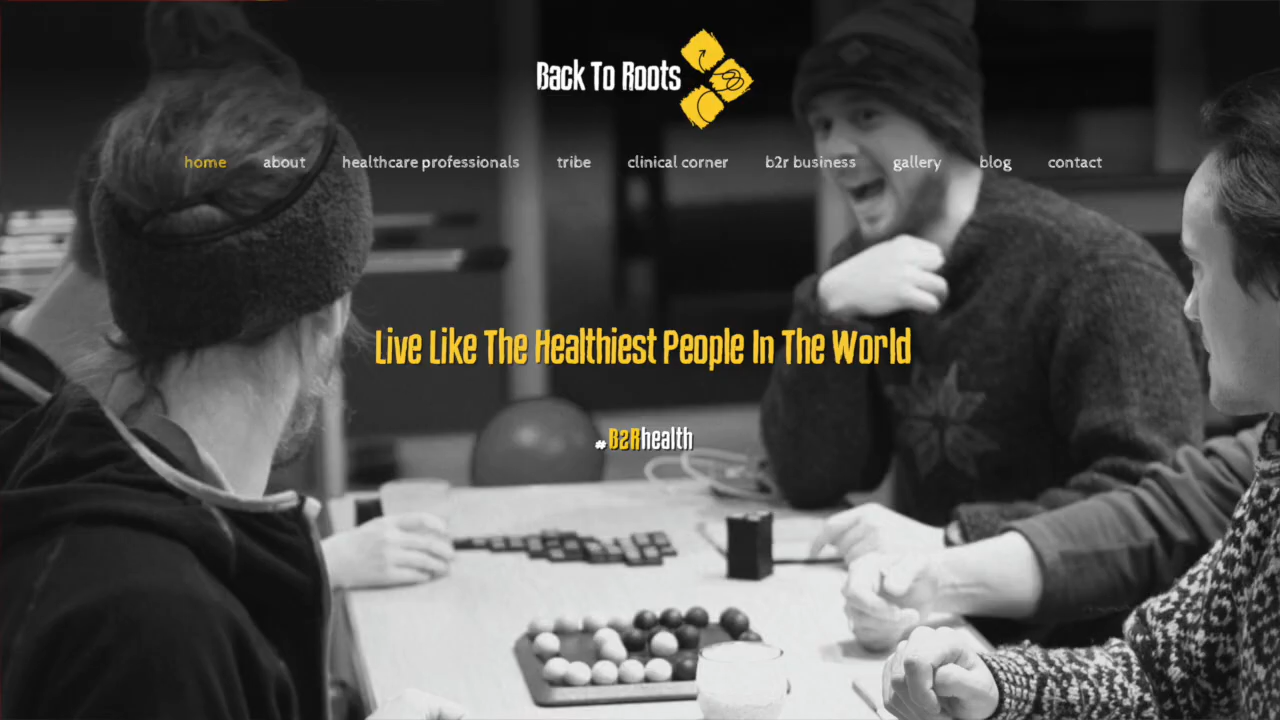 Back To Roots
home about healthcare professionals tribe clinical corner b2r business gallery blog contact
Live Like The Healthiest People In The World
#B2Rhealth